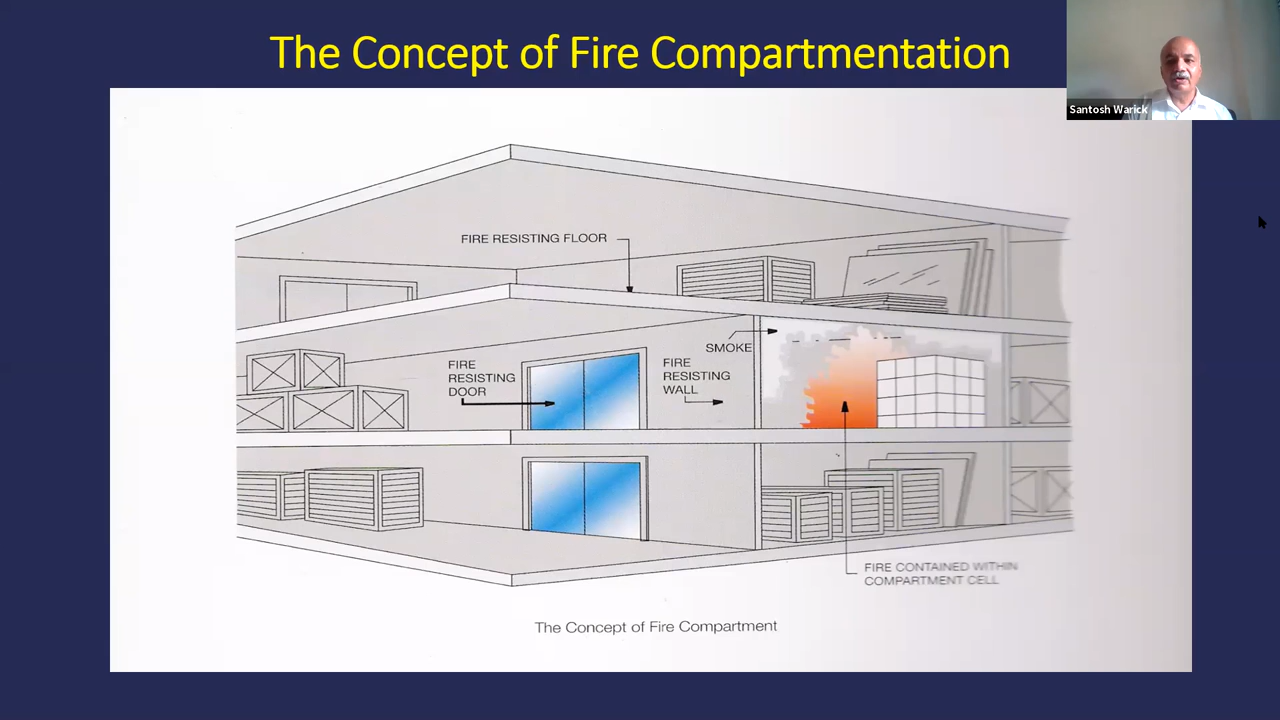 The Concept of Fire Compartmentation
Santosh Warick
FIRE RESISTING FLOOR
SMOKE
FIRE
RESISTING
DOOR
FIRE
RESISTING
WALL
FIRE CONTAINED WITHIN
COMPARTMENT CELL
The Concept of Fire Compartment